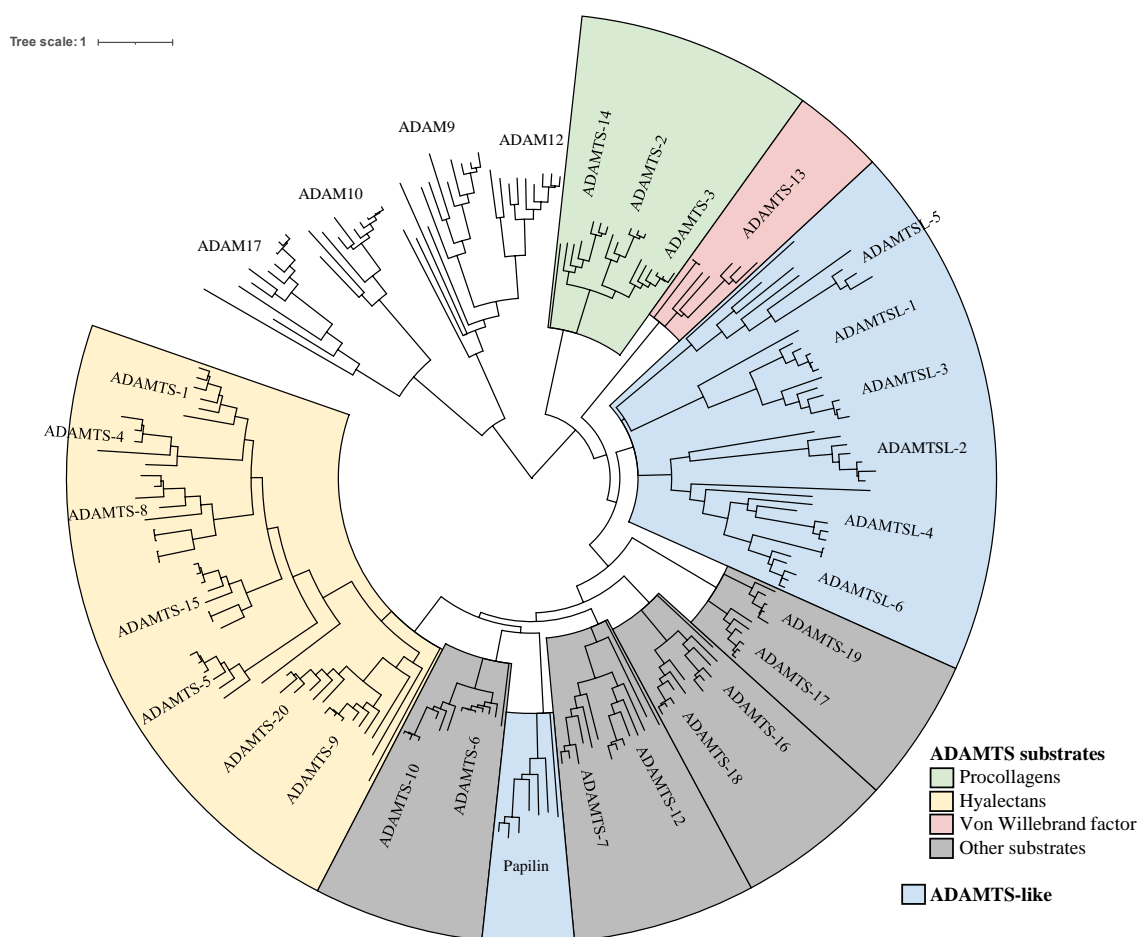 Tree scale: 1
ADAM9
ADAM12
ADAM10
ADAM17
ADAMTS-14
ADAMTS-2
ADAMTS-3
ADAMTS-13
ADAMTSL-5
ADAMTSL-1
ADAMTSL-3
ADAMTSL-2
ADAMTSL-4
ADAMTSL-6
ADAMTS-19
ADAMTS-17
ADAMTS-16
ADAMTS-18
ADAMTS-12
ADAMTS-7
Papilin
ADAMTS-6
ADAMTS-10
ADAMTS-9
ADAMTS-20
ADAMTS-5
ADAMTS-15
ADAMTS-8
ADAMTS-4
ADAMTS-1
ADAMTS substrates
Procollagens
Hyalectans
Von Willebrand factor
Other substrates
ADAMTS-like